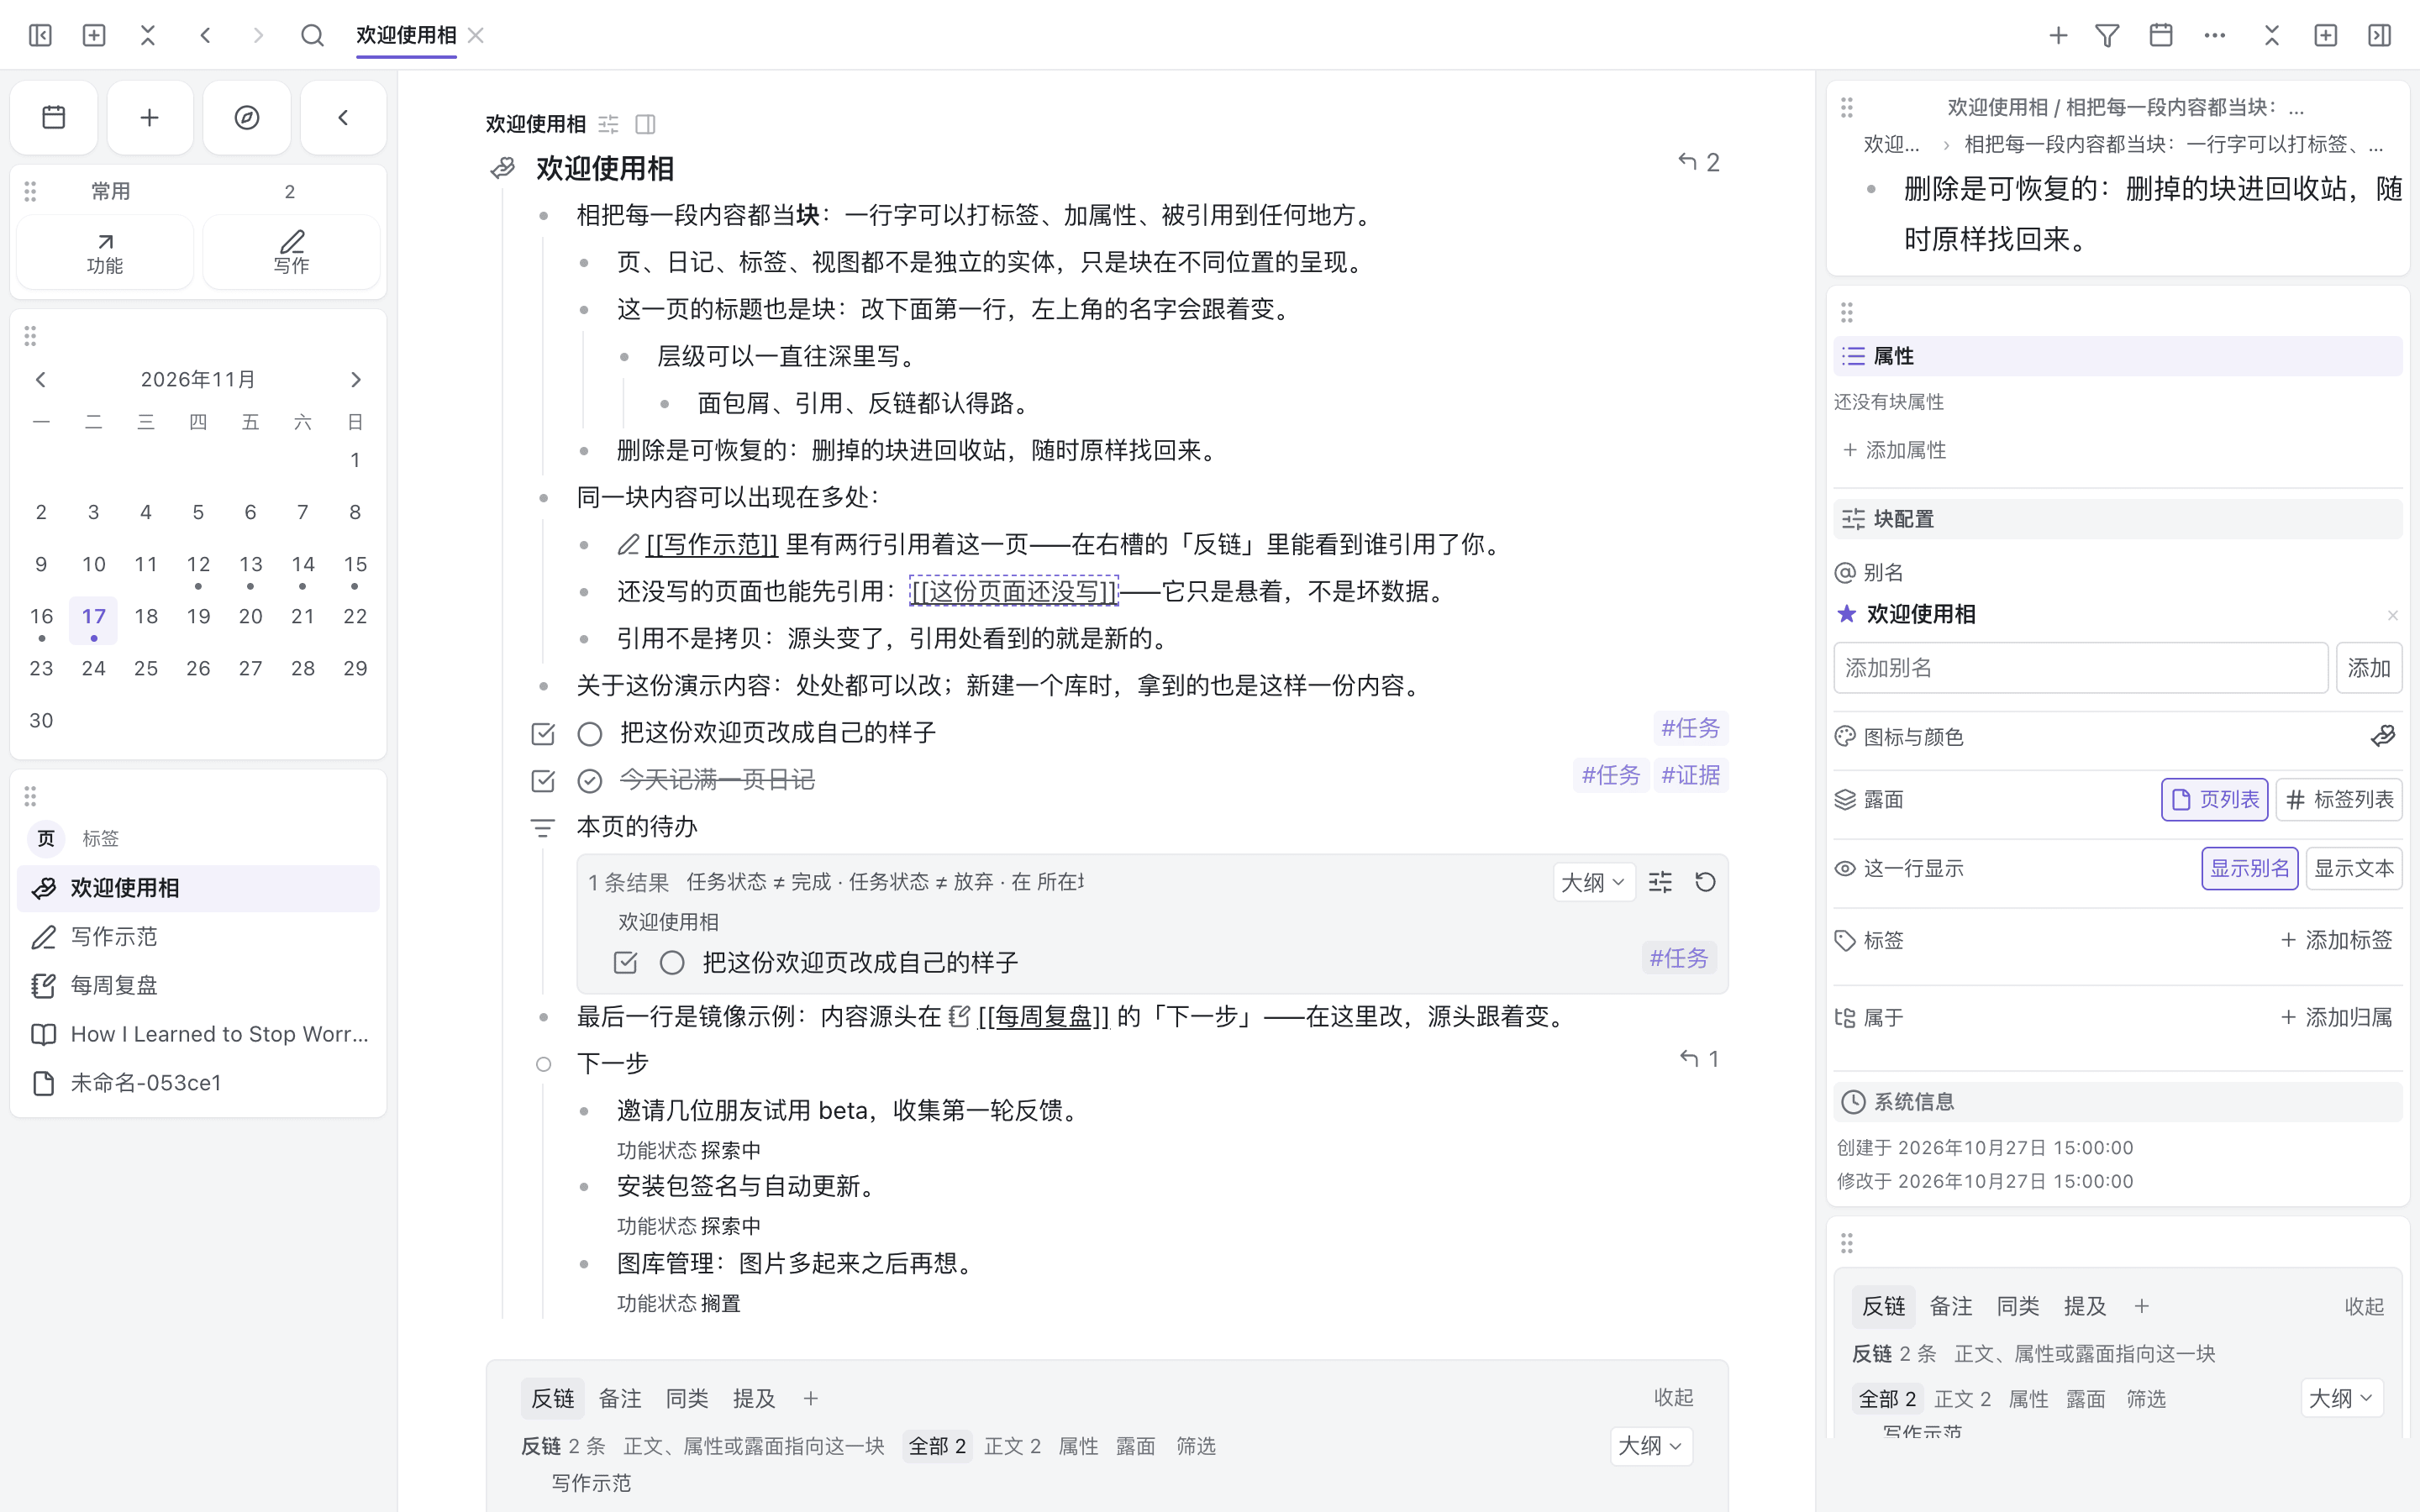 欢迎使用相
常用 2
功能 写作
2026年11月
一 二 三 四 五 六 日
1
2 3 4 5 6 7 8
9 10 11 12 13 14 15
16 17 18 19 20 21 22
23 24 25 26 27 28 29
30
页 标签
欢迎使用相
写作示范
每周复盘
How I Learned to Stop Worr...
未命名-053ce1
欢迎使用相
欢迎使用相 2
相把每一段内容都当块：一行字可以打标签、加属性、被引用到任何地方。
页、日记、标签、视图都不是独立的实体，只是块在不同位置的呈现。
这一页的标题也是块：改下面第一行，左上角的名字会跟着变。
层级可以一直往深里写。
面包屑、引用、反链都认得路。
删除是可恢复的：删掉的块进回收站，随时原样找回来。
同一块内容可以出现在多处：
[[写作示范]] 里有两行引用着这一页——在右槽的「反链」里能看到谁引用了你。
还没写的页面也能先引用：[[这份页面还没写]]——它只是悬着，不是坏数据。
引用不是拷贝：源头变了，引用处看到的就是新的。
关于这份演示内容：处处都可以改；新建一个库时，拿到的也是这样一份内容。
把这份欢迎页改成自己的样子 #任务
今天记满一页日记 #任务 #证据
本页的待办
1 条结果 任务状态 ≠ 完成 · 任务状态 ≠ 放弃 · 在 所在 大纲
欢迎使用相
把这份欢迎页改成自己的样子 #任务
最后一行是镜像示例：内容源头在 [[每周复盘]] 的「下一步」——在这里改，源头跟着变。
下一步 1
邀请几位朋友试用 beta，收集第一轮反馈。
功能状态 探索中
安装包签名与自动更新。
功能状态 探索中
图库管理：图片多起来之后再想。
功能状态 搁置
反链 备注 同类 提及 + 收起
反链 2 条 正文、属性或露面指向这一块 全部 2 正文 2 属性 露面 筛选 大纲
写作示范
欢迎使用相 / 相把每一段内容都当块：...
欢迎... › 相把每一段内容都当块：一行字可以打标签、...
删除是可恢复的：删掉的块进回收站，随
时原样找回来。
属性
还没有块属性
+ 添加属性
块配置
别名
欢迎使用相 ×
添加别名 添加
图标与颜色
露面 页列表 # 标签列表
这一行显示 显示别名 显示文本
标签 + 添加标签
属于 + 添加归属
系统信息
创建于 2026年10月27日 15:00:00
修改于 2026年10月27日 15:00:00
反链 备注 同类 提及 + 收起
反链 2 条 正文、属性或露面指向这一块
全部 2 正文 2 属性 露面 筛选 大纲
写作示范